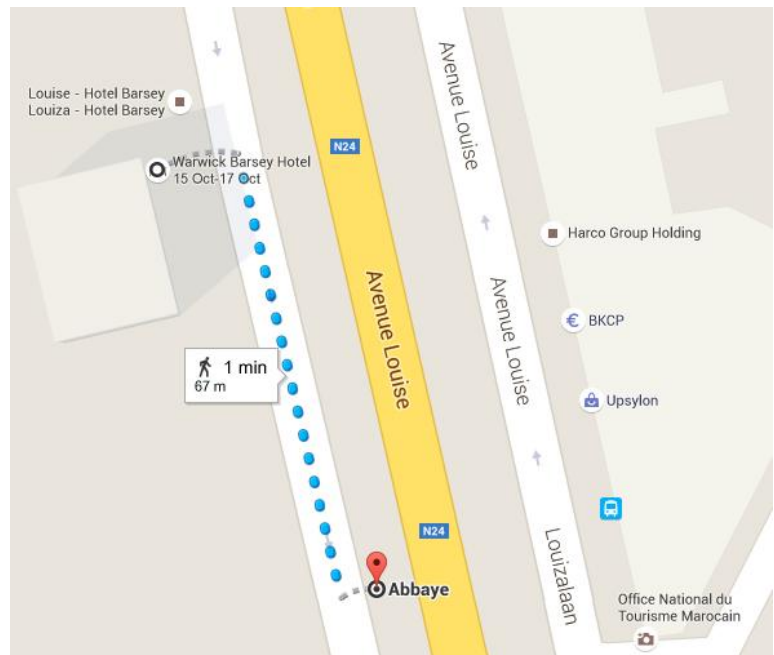 Avenue Louise
Louise - Hotel Barsey
Louiza - Hotel Barsey
N24
Warwick Barsey Hotel
15 Oct-17 Oct
Harco Group Holding
Avenue Louise
Avenue Louise
BKCP
1 min
67 m
Upsylon
N24
Louizalaan
Abbaye
Office National du
Tourisme Marocain